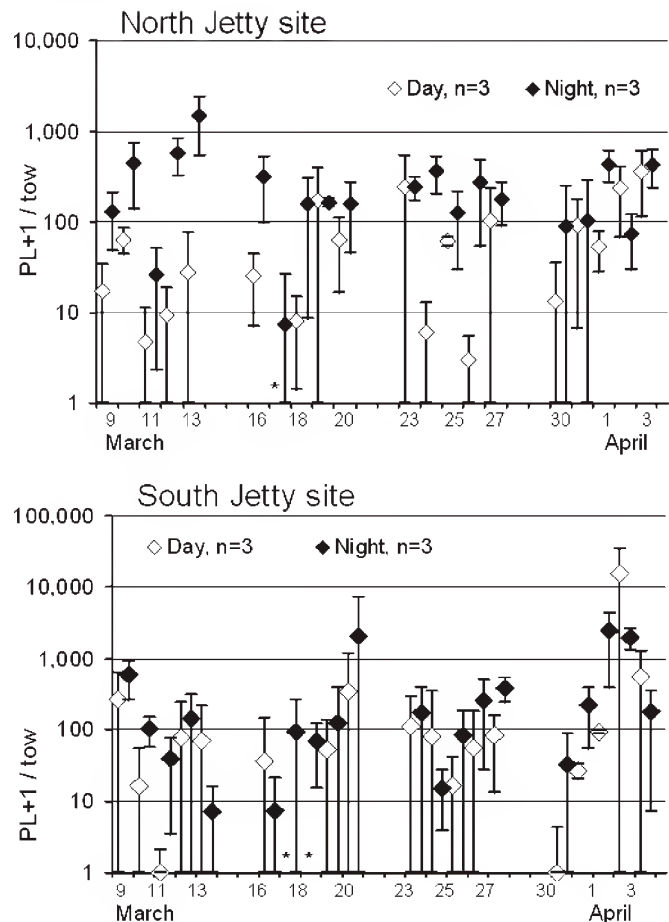 North Jetty site
10,000
Day, n=3 Night, n=3
1,000
100
10
1
PL+1 / tow
*
9 11 13 16 18 20 23 25 27 30 1 3
March April
South Jetty site
100,000
Day, n=3 Night, n=3
10,000
1,000
100
10
1
PL+1 / tow
* *
9 11 13 16 18 20 23 25 27 30 1 3
March April